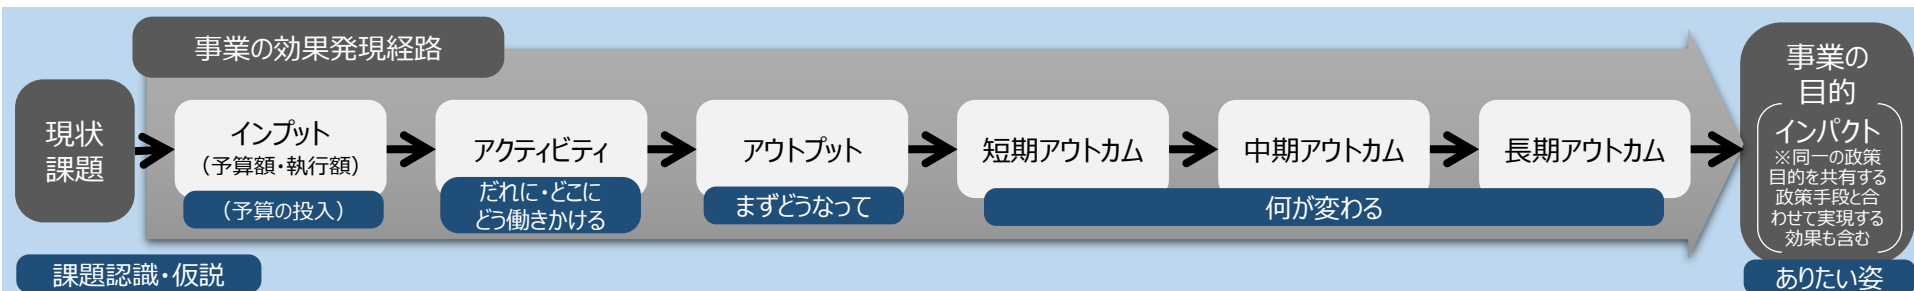 事業の効果発現経路
現状
課題
インプット
（予算額・執行額）
（予算の投入）
アクティビティ
だれに・どこに
どう働きかける
アウトプット
まずどうなって
短期アウトカム
中期アウトカム
長期アウトカム
何が変わる
事業の
目的
インパクト
※同一の政策
目的を共有する
政策手段と合
わせて実現する
効果も含む
課題認識・仮説
ありたい姿